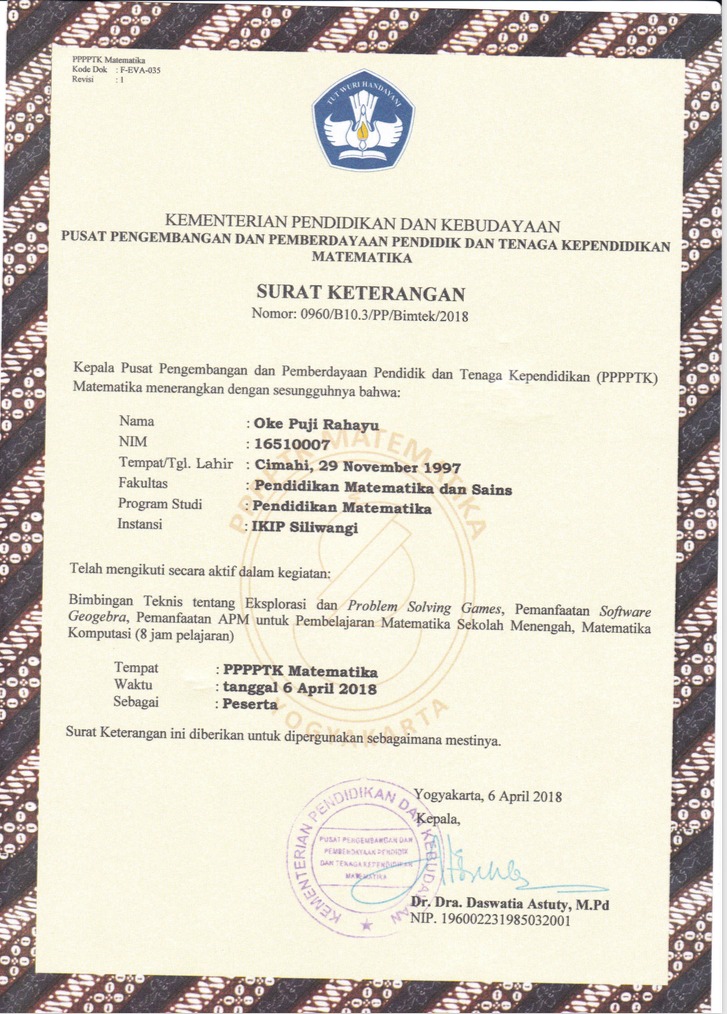 PPPPTK Matematika
Kode Dok : F-EVA-035
Revisi : 1
TUT WURI HANDAYANI
KEMENTERIAN PENDIDIKAN DAN KEBUDAYAAN
PUSAT PENGEMBANGAN DAN PEMBERDAYAAN PENDIDIK DAN TENAGA KEPENDIDIKAN
MATEMATIKA
SURAT KETERANGAN
Nomor: 0960/B10.3/PP/Bimtek/2018
Kepala Pusat Pengembangan dan Pemberdayaan Pendidik dan Tenaga Kependidikan (PPPPTK)
Matematika menerangkan dengan sesungguhnya bahwa:
Nama : Oke Puji Rahayu
NIM : 16510007
Tempat/Tgl. Lahir : Cimahi, 29 November 1997
Fakultas : Pendidikan Matematika dan Sains
Program Studi : Pendidikan Matematika
Instansi : IKIP Siliwangi
PPPPTK MATEMATIKA
YOGYAKARTA
Telah mengikuti secara aktif dalam kegiatan:
Bimbingan Teknis tentang Eksplorasi dan Problem Solving Games, Pemanfaatan Software
Geogebra, Pemanfaatan APM untuk Pembelajaran Matematika Sekolah Menengah, Matematika
Komputasi (8 jam pelajaran)
Tempat : PPPPTK Matematika
Waktu : tanggal 6 April 2018
Sebagai : Peserta
Surat Keterangan ini diberikan untuk dipergunakan sebagaimana mestinya.
Yogyakarta, 6 April 2018
Kepala,
KEMENTERIAN PENDIDIKAN DAN KEBUDAYAAN
PUSAT PENGEMBANGAN DAN
PEMBERDAYAAN PENDIDIK
DAN TENAGA KEPENDIDIKAN
MATEMATIKA
Dr. Dra. Daswatia Astuty, M.Pd
NIP. 196002231985032001